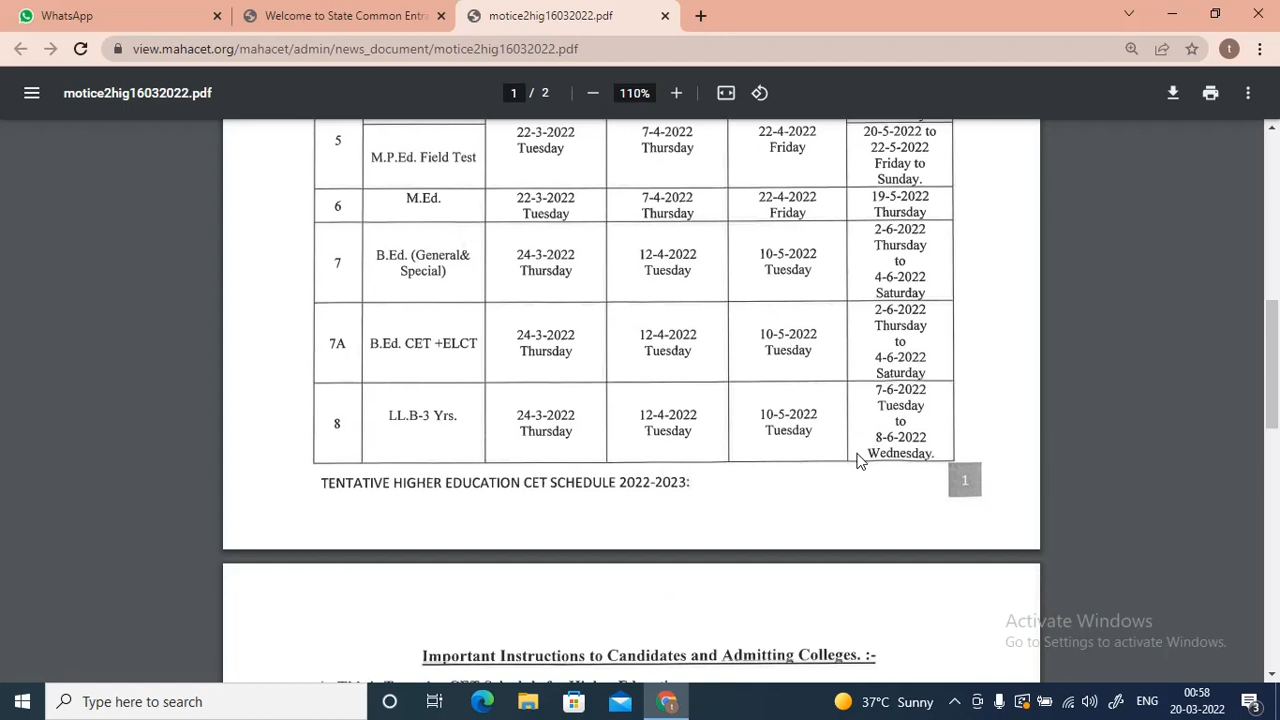 WhatsApp
Welcome to State Common Entra
motice2hig16032022.pdf
view.mahacet.org/mahacet/admin/news_document/motice2hig16032022.pdf
t
motice2hig16032022.pdf
1 / 2
110%
5
M.P.Ed. Field Test
22-3-2022
Tuesday
7-4-2022
Thursday
22-4-2022
Friday
20-5-2022 to
22-5-2022
Friday to
Sunday.
6
M.Ed.
22-3-2022
Tuesday
7-4-2022
Thursday
22-4-2022
Friday
19-5-2022
Thursday
7
B.Ed. (General&
Special)
24-3-2022
Thursday
12-4-2022
Tuesday
10-5-2022
Tuesday
2-6-2022
Thursday
to
4-6-2022
Saturday
7A
B.Ed. CET +ELCT
24-3-2022
Thursday
12-4-2022
Tuesday
10-5-2022
Tuesday
2-6-2022
Thursday
to
4-6-2022
Saturday
8
LL.B-3 Yrs.
24-3-2022
Thursday
12-4-2022
Tuesday
10-5-2022
Tuesday
7-6-2022
Tuesday
to
8-6-2022
Wednesday.
TENTATIVE HIGHER EDUCATION CET SCHEDULE 2022-2023:
1
Important Instructions to Candidates and Admitting Colleges. :-
Activate Windows
Go to Settings to activate Windows.
Type here to search
37°C Sunny
ENG
00:58
20-03-2022
3